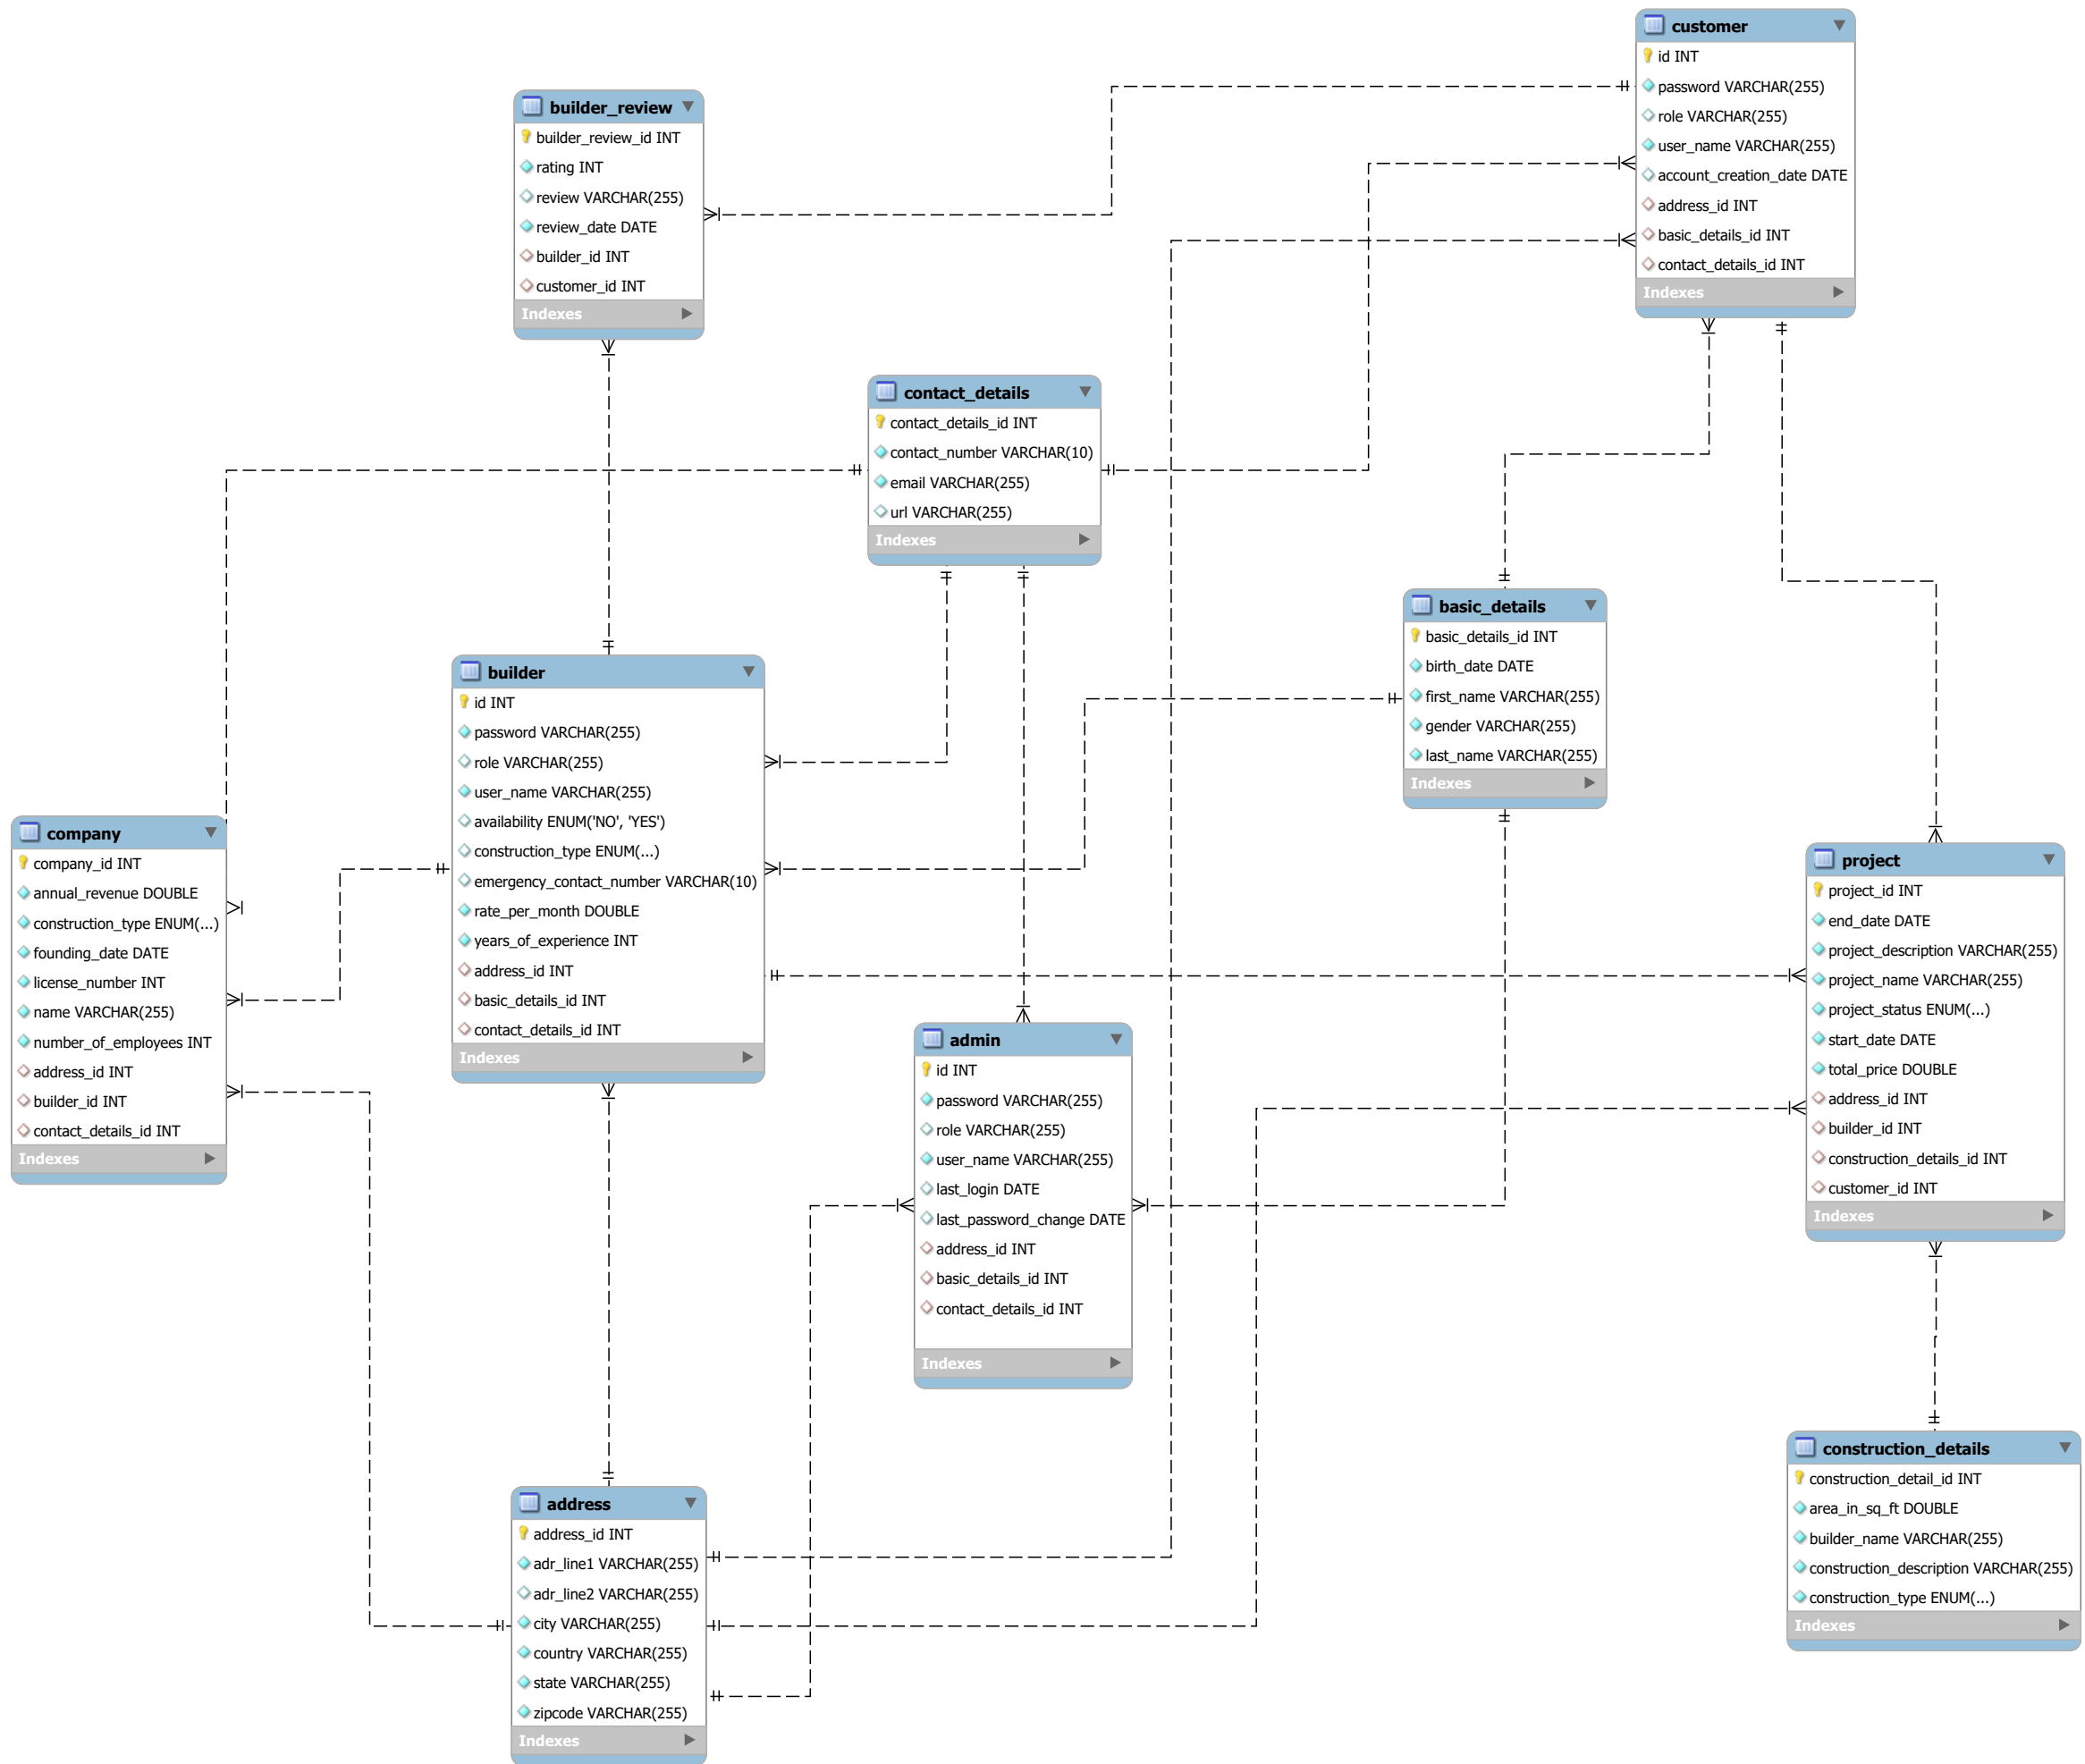 customer
id INT
password VARCHAR(255)
role VARCHAR(255)
user_name VARCHAR(255)
account_creation_date DATE
address_id INT
basic_details_id INT
contact_details_id INT
Indexes
builder_review
builder_review_id INT
rating INT
review VARCHAR(255)
review_date DATE
builder_id INT
customer_id INT
Indexes
contact_details
contact_details_id INT
contact_number VARCHAR(10)
email VARCHAR(255)
url VARCHAR(255)
Indexes
basic_details
basic_details_id INT
birth_date DATE
first_name VARCHAR(255)
gender VARCHAR(255)
last_name VARCHAR(255)
Indexes
builder
id INT
password VARCHAR(255)
role VARCHAR(255)
user_name VARCHAR(255)
availability ENUM('NO', 'YES')
construction_type ENUM(...)
emergency_contact_number VARCHAR(10)
rate_per_month DOUBLE
years_of_experience INT
address_id INT
basic_details_id INT
contact_details_id INT
Indexes
company
company_id INT
annual_revenue DOUBLE
construction_type ENUM(...)
founding_date DATE
license_number INT
name VARCHAR(255)
number_of_employees INT
address_id INT
builder_id INT
contact_details_id INT
Indexes
project
project_id INT
end_date DATE
project_description VARCHAR(255)
project_name VARCHAR(255)
project_status ENUM(...)
start_date DATE
total_price DOUBLE
address_id INT
builder_id INT
construction_details_id INT
customer_id INT
Indexes
admin
id INT
password VARCHAR(255)
role VARCHAR(255)
user_name VARCHAR(255)
last_login DATE
last_password_change DATE
address_id INT
basic_details_id INT
contact_details_id INT
Indexes
construction_details
construction_detail_id INT
area_in_sq_ft DOUBLE
builder_name VARCHAR(255)
construction_description VARCHAR(255)
construction_type ENUM(...)
Indexes
address
address_id INT
adr_line1 VARCHAR(255)
adr_line2 VARCHAR(255)
city VARCHAR(255)
country VARCHAR(255)
state VARCHAR(255)
zipcode VARCHAR(255)
Indexes